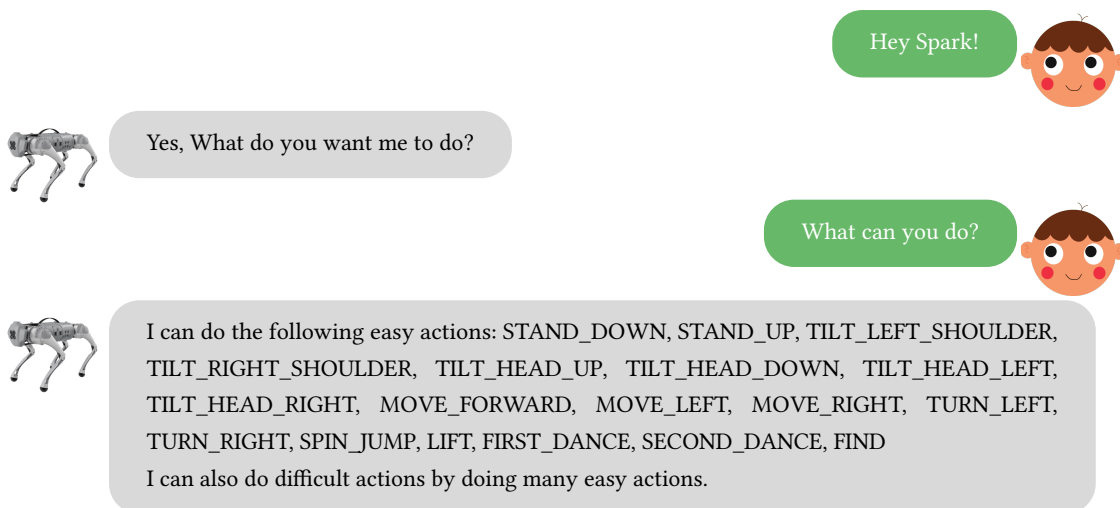 Hey Spark!
Yes, What do you want me to do?
What can you do?
I can do the following easy actions: STAND_DOWN, STAND_UP, TILT_LEFT_SHOULDER,
TILT_RIGHT_SHOULDER, TILT_HEAD_UP, TILT_HEAD_DOWN, TILT_HEAD_LEFT,
TILT_HEAD_RIGHT, MOVE_FORWARD, MOVE_LEFT, MOVE_RIGHT, TURN_LEFT,
TURN_RIGHT, SPIN_JUMP, LIFT, FIRST_DANCE, SECOND_DANCE, FIND
I can also do difficult actions by doing many easy actions.